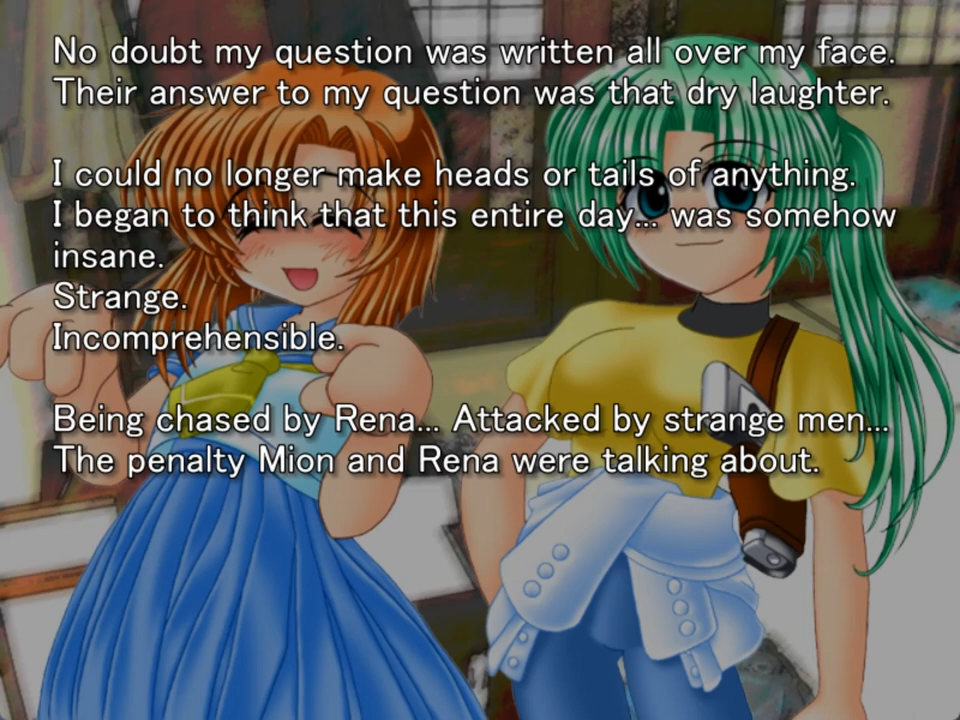 No doubt my question was written all over my face.
Their answer to my question was that dry laughter.
I could no longer make heads or tails of anything.
I began to think that this entire day... was somehow
insane.
Strange.
Incomprehensible.
Being chased by Rena... Attacked by strange men...
The penalty Mion and Rena were talking about.